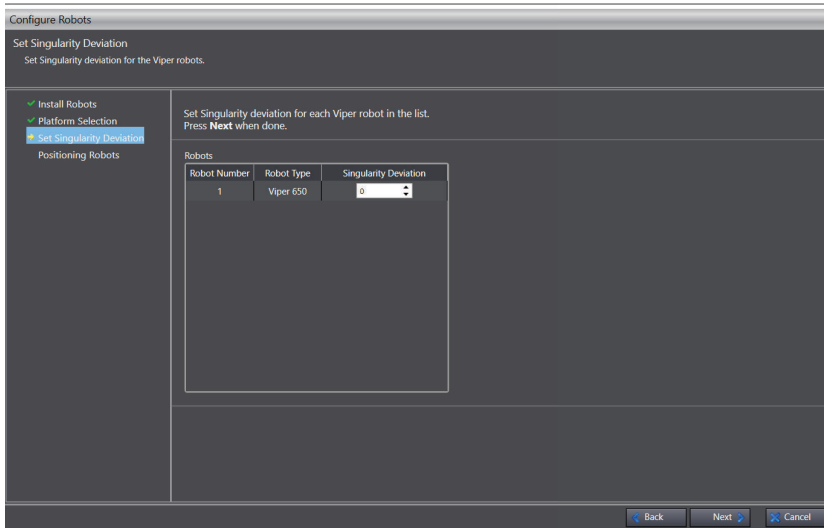 Configure Robots
Set Singularity Deviation
Set Singularity deviation for the Viper robots.
Install Robots
Platform Selection
Set Singularity Deviation
Positioning Robots
Set Singularity deviation for each Viper robot in the list.
Press Next when done.
Robots
Robot Number Robot Type Singularity Deviation
1 Viper 650 0
Back Next Cancel